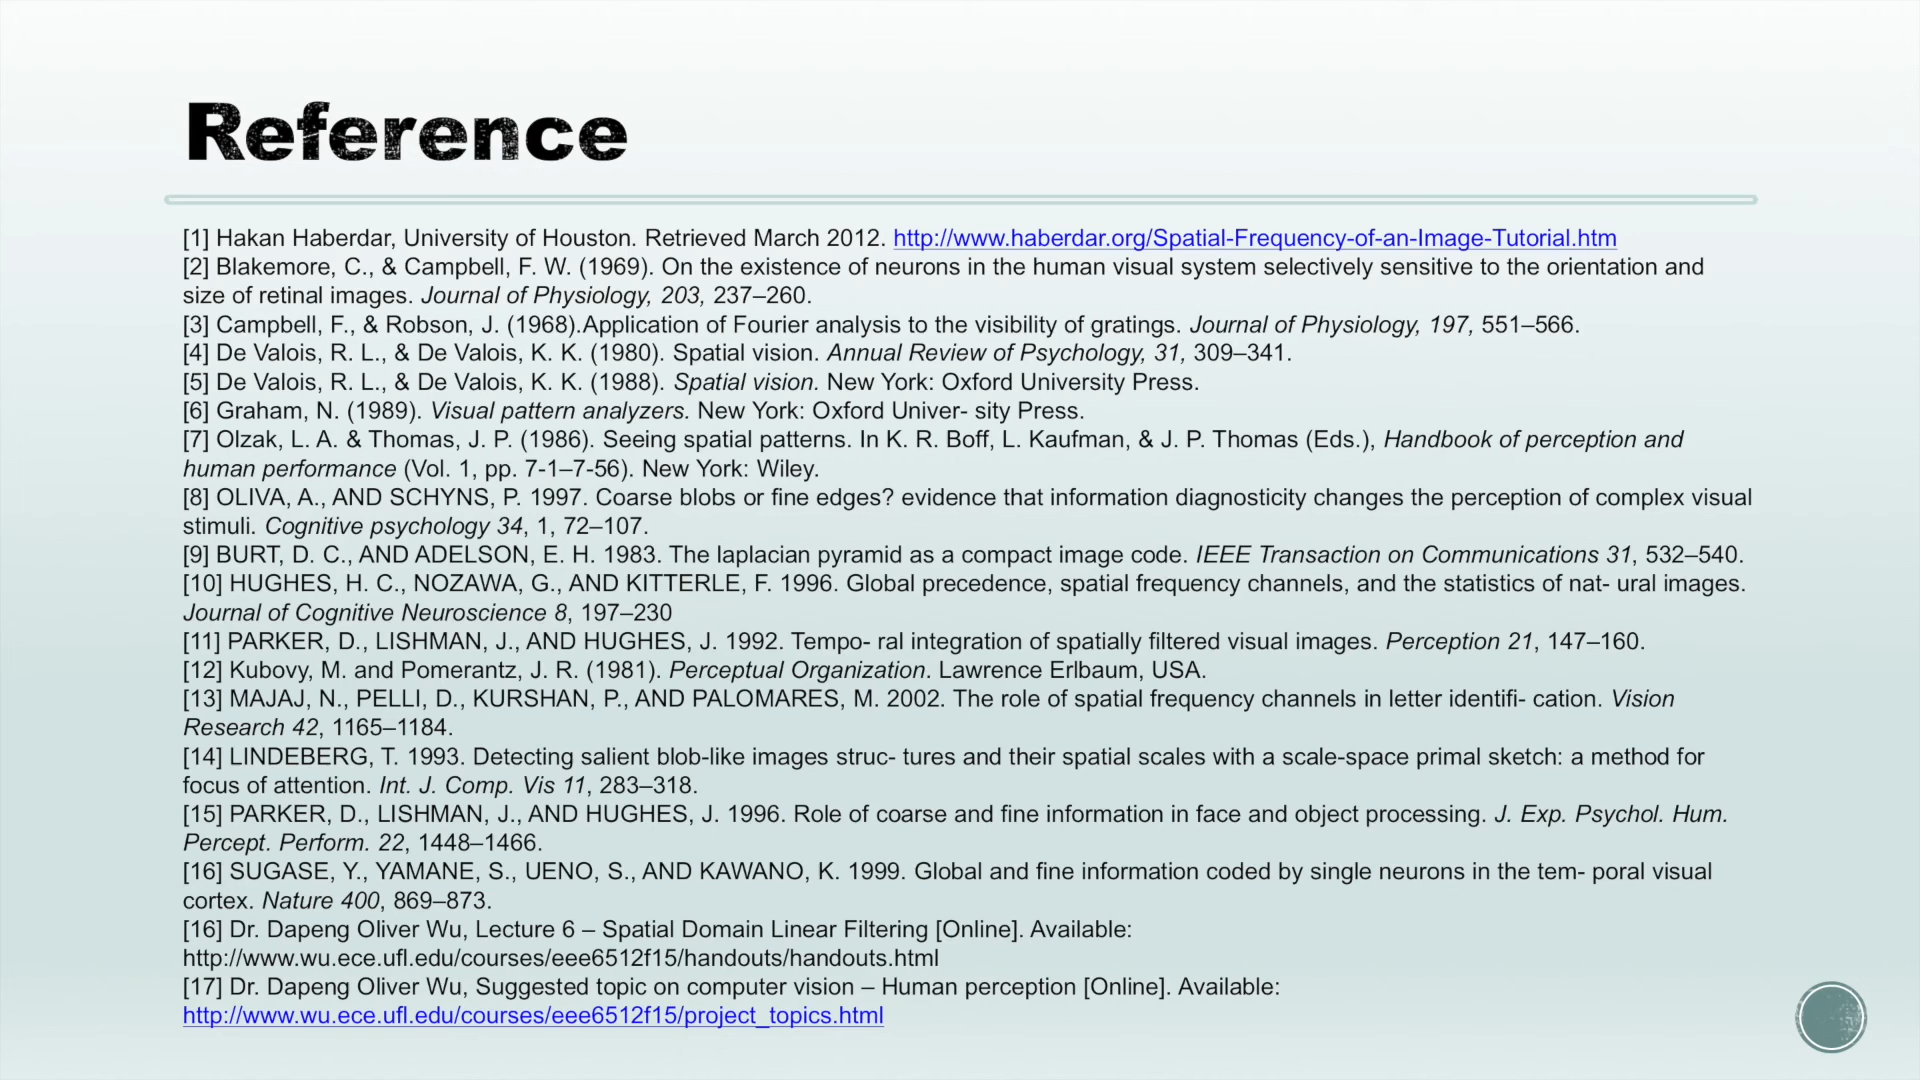 Reference
[1] Hakan Haberdar, University of Houston. Retrieved March 2012. http://www.haberdar.org/Spatial-Frequency-of-an-Image-Tutorial.htm
[2] Blakemore, C., & Campbell, F. W. (1969). On the existence of neurons in the human visual system selectively sensitive to the orientation and
size of retinal images. Journal of Physiology, 203, 237–260.
[3] Campbell, F., & Robson, J. (1968).Application of Fourier analysis to the visibility of gratings. Journal of Physiology, 197, 551–566.
[4] De Valois, R. L., & De Valois, K. K. (1980). Spatial vision. Annual Review of Psychology, 31, 309–341.
[5] De Valois, R. L., & De Valois, K. K. (1988). Spatial vision. New York: Oxford University Press.
[6] Graham, N. (1989). Visual pattern analyzers. New York: Oxford Univer- sity Press.
[7] Olzak, L. A. & Thomas, J. P. (1986). Seeing spatial patterns. In K. R. Boff, L. Kaufman, & J. P. Thomas (Eds.), Handbook of perception and
human performance (Vol. 1, pp. 7-1–7-56). New York: Wiley.
[8] OLIVA, A., AND SCHYNS, P. 1997. Coarse blobs or fine edges? evidence that information diagnosticity changes the perception of complex visual
stimuli. Cognitive psychology 34, 1, 72–107.
[9] BURT, D. C., AND ADELSON, E. H. 1983. The laplacian pyramid as a compact image code. IEEE Transaction on Communications 31, 532–540.
[10] HUGHES, H. C., NOZAWA, G., AND KITTERLE, F. 1996. Global precedence, spatial frequency channels, and the statistics of nat- ural images.
Journal of Cognitive Neuroscience 8, 197–230
[11] PARKER, D., LISHMAN, J., AND HUGHES, J. 1992. Tempo- ral integration of spatially filtered visual images. Perception 21, 147–160.
[12] Kubovy, M. and Pomerantz, J. R. (1981). Perceptual Organization. Lawrence Erlbaum, USA.
[13] MAJAJ, N., PELLI, D., KURSHAN, P., AND PALOMARES, M. 2002. The role of spatial frequency channels in letter identifi- cation. Vision
Research 42, 1165–1184.
[14] LINDEBERG, T. 1993. Detecting salient blob-like images struc- tures and their spatial scales with a scale-space primal sketch: a method for
focus of attention. Int. J. Comp. Vis 11, 283–318.
[15] PARKER, D., LISHMAN, J., AND HUGHES, J. 1996. Role of coarse and fine information in face and object processing. J. Exp. Psychol. Hum.
Percept. Perform. 22, 1448–1466.
[16] SUGASE, Y., YAMANE, S., UENO, S., AND KAWANO, K. 1999. Global and fine information coded by single neurons in the tem- poral visual
cortex. Nature 400, 869–873.
[16] Dr. Dapeng Oliver Wu, Lecture 6 – Spatial Domain Linear Filtering [Online]. Available:
http://www.wu.ece.ufl.edu/courses/eee6512f15/handouts/handouts.html
[17] Dr. Dapeng Oliver Wu, Suggested topic on computer vision – Human perception [Online]. Available:
http://www.wu.ece.ufl.edu/courses/eee6512f15/project_topics.html